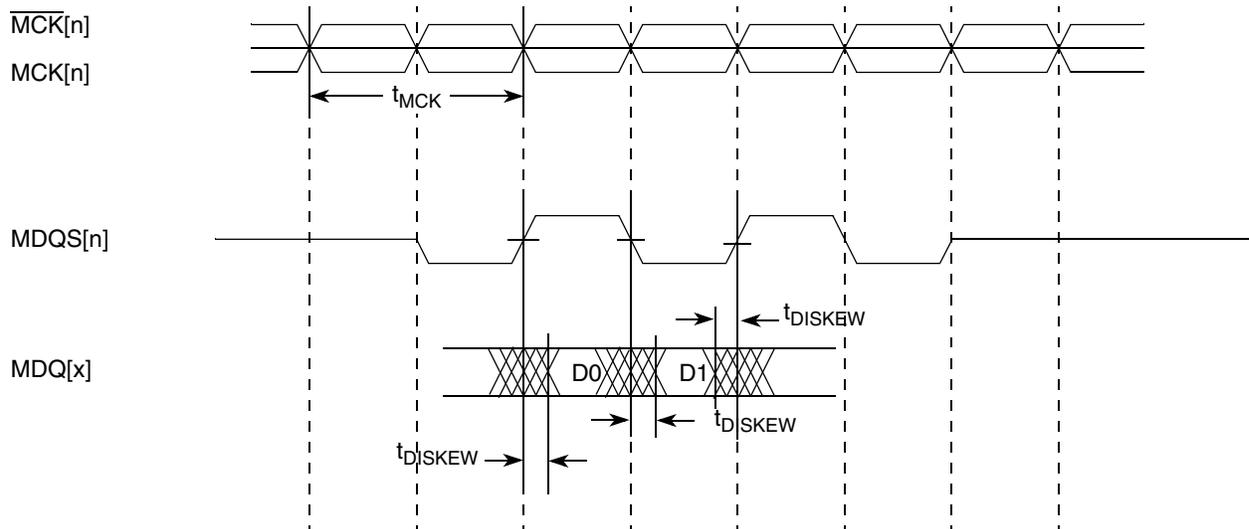 MCK[n]
MCK[n]
tMCK
MDQS[n]
tDISKEW
MDQ[x]
D0
D1
tDISKEW
tDISKEW